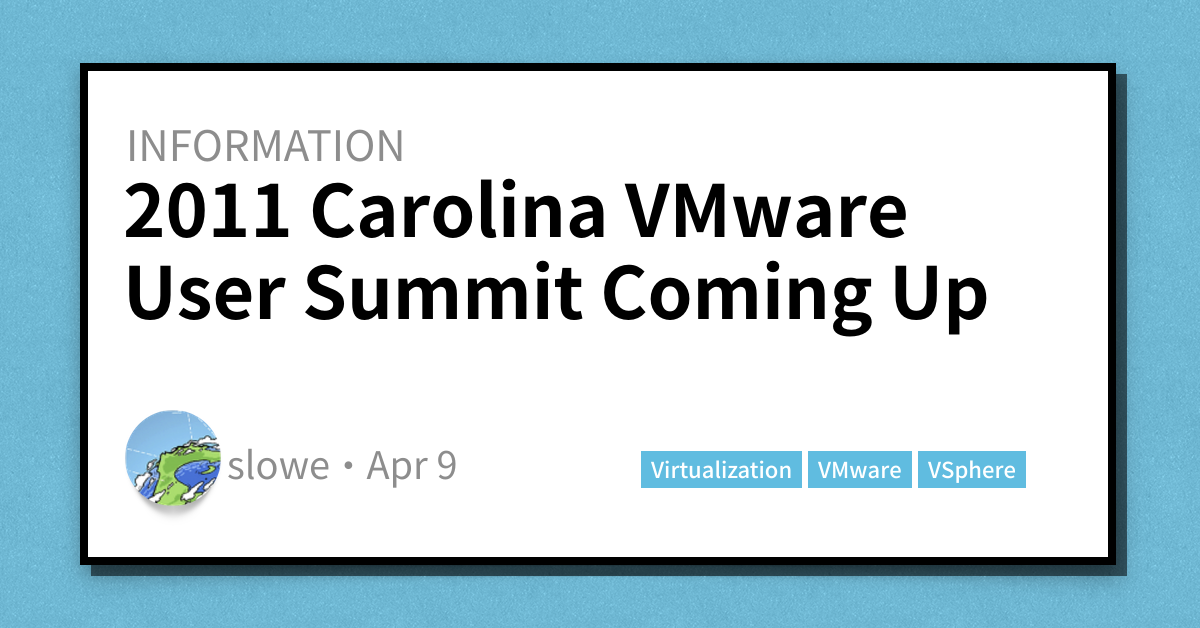 INFORMATION
2011 Carolina VMware
User Summit Coming Up
slowe • Apr 9
Virtualization VMware VSphere